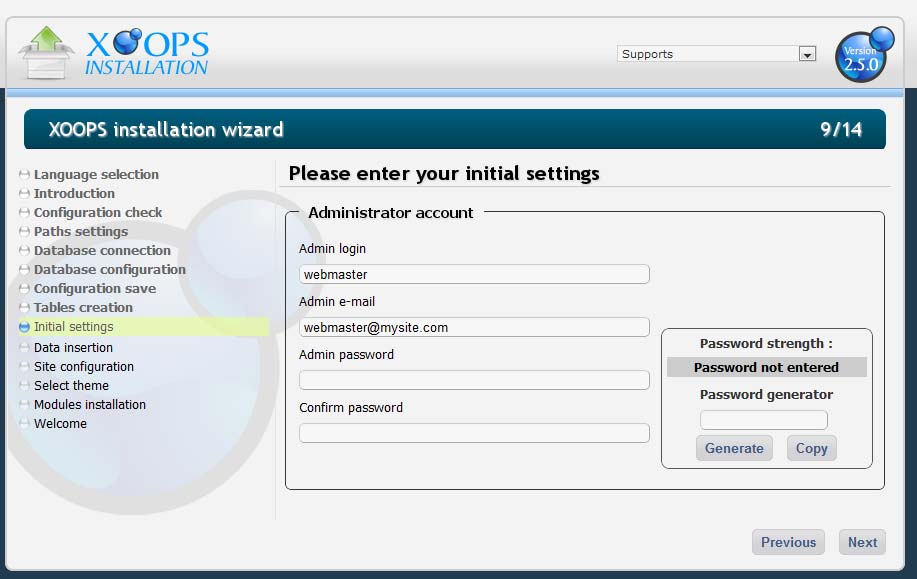 XOOPS
INSTALLATION
Supports
Version
2.5.0
XOOPS installation wizard
9/14
Language selection
Introduction
Configuration check
Paths settings
Database connection
Database configuration
Configuration save
Tables creation
Initial settings
Data insertion
Site configuration
Select theme
Modules installation
Welcome
Please enter your initial settings
Administrator account
Admin login
webmaster
Admin e-mail
webmaster@mysite.com
Admin password
Confirm password
Password strength :
Password not entered
Password generator
Generate
Copy
Previous
Next